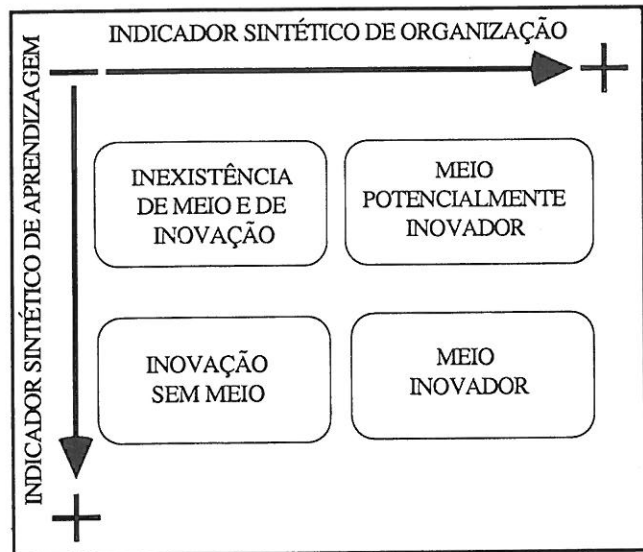 INDICADOR SINTÉTICO DE ORGANIZAÇÃO
INDICADOR SINTÉTICO DE APRENDIZAGEM
INEXISTÊNCIA
DE MEIO E DE
INOVAÇÃO
MEIO
POTENCIALMENTE
INOVADOR
INOVAÇÃO
SEM MEIO
MEIO
INOVADOR